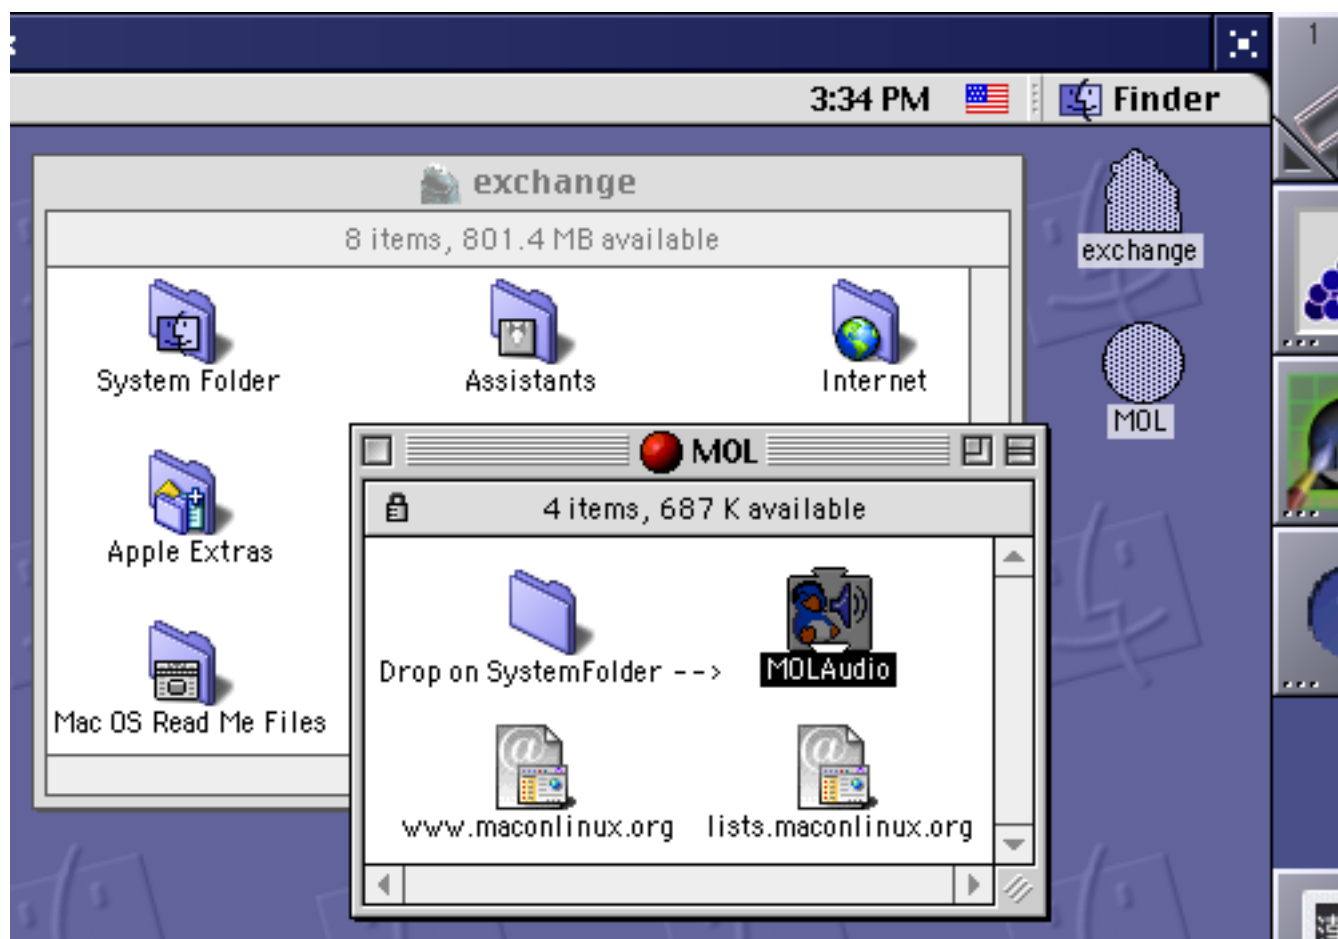 1
3:34 PM
Finder
exchange
8 items, 801.4 MB available
exchange
System Folder
Assistants
Internet
MOL
MOL
4 items, 687 K available
Apple Extras
Drop on SystemFolder -->
MOLAudio
Mac OS Read Me Files
www.maconlinux.org
lists.maconlinux.org